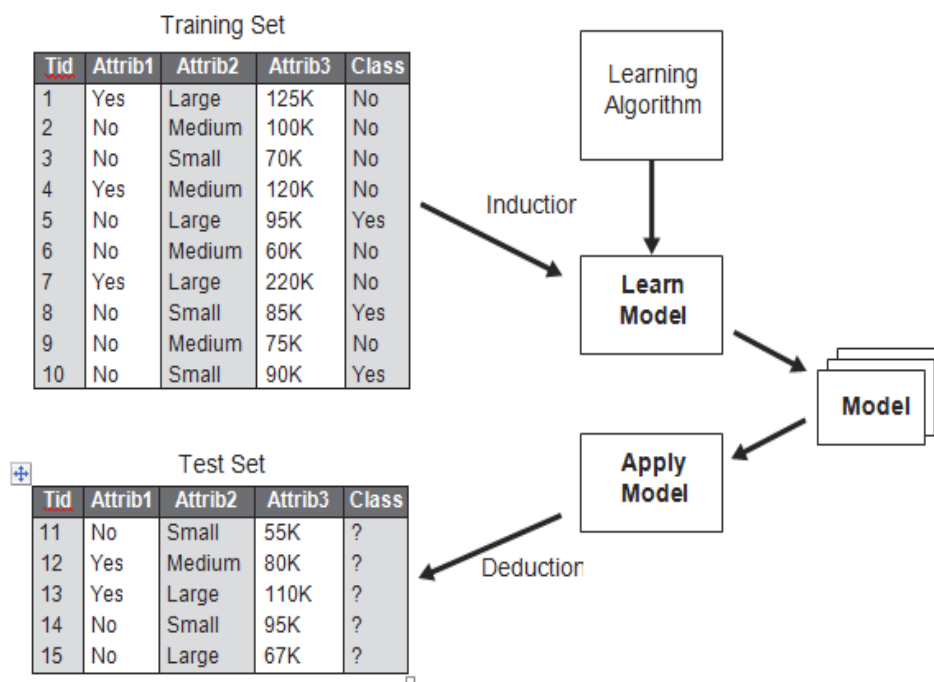 Training Set
Tid Attrib1 Attrib2 Attrib3 Class
1 Yes Large 125K No
2 No Medium 100K No
3 No Small 70K No
4 Yes Medium 120K No
5 No Large 95K Yes
6 No Medium 60K No
7 Yes Large 220K No
8 No Small 85K Yes
9 No Medium 75K No
10 No Small 90K Yes
Learning
Algorithm
Induction
Learn
Model
Model
Apply
Model
Deduction
Test Set
Tid Attrib1 Attrib2 Attrib3 Class
11 No Small 55K ?
12 Yes Medium 80K ?
13 Yes Large 110K ?
14 No Small 95K ?
15 No Large 67K ?